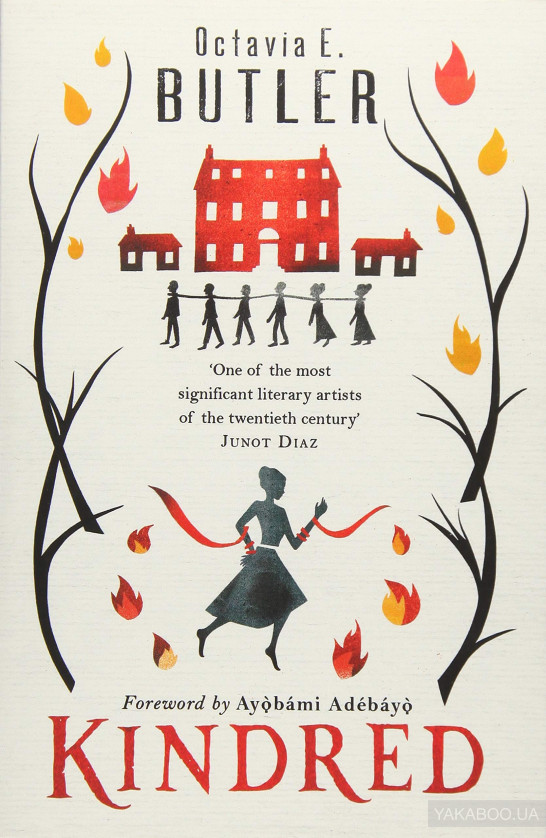 Octavia E.
BUTLER
‘One of the most
significant literary artists
of the twentieth century’
JUNOT DIAZ
Foreword by Ayọ̀bámi Adébáyọ̀
KINDRED
YAKABOO.UA